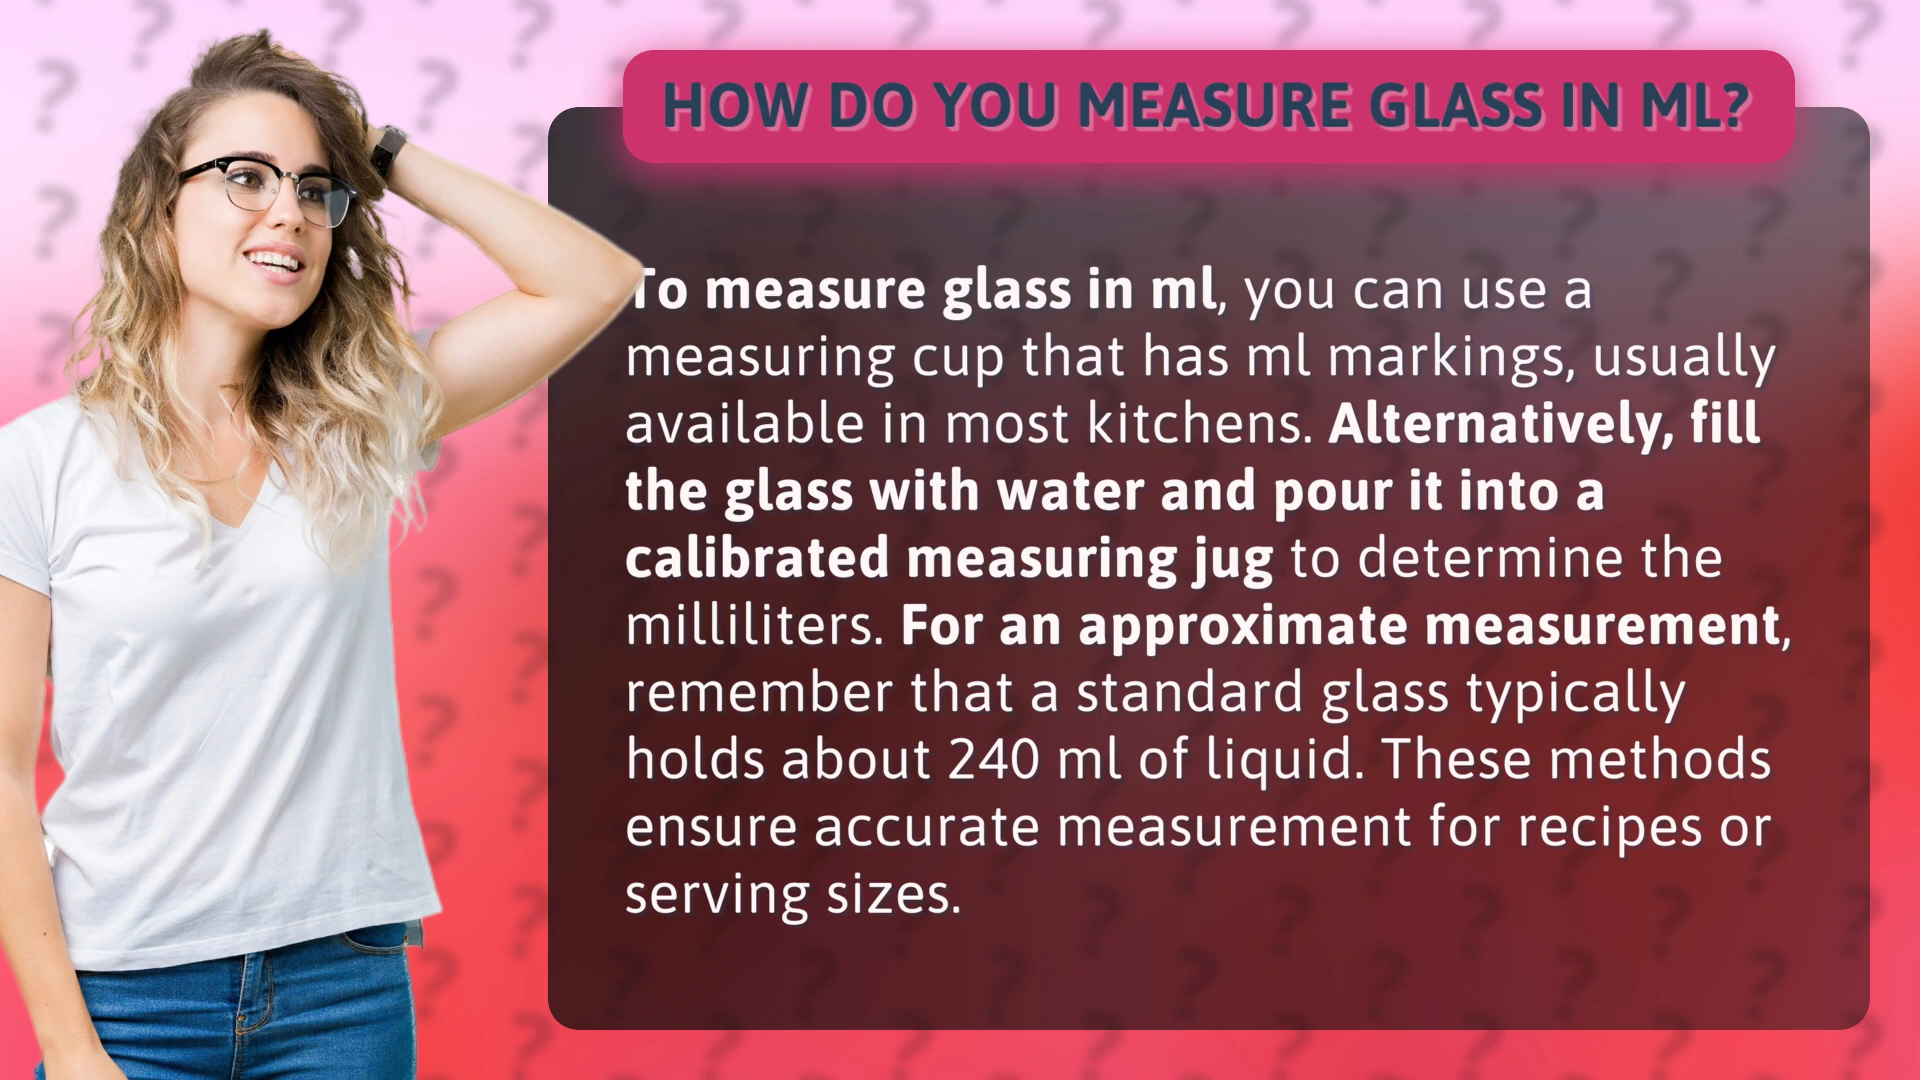 HOW DO YOU MEASURE GLASS IN ML?
To measure glass in ml, you can use a
measuring cup that has ml markings, usually
available in most kitchens. Alternatively, fill
the glass with water and pour it into a
calibrated measuring jug to determine the
milliliters. For an approximate measurement,
remember that a standard glass typically
holds about 240 ml of liquid. These methods
ensure accurate measurement for recipes or
serving sizes.